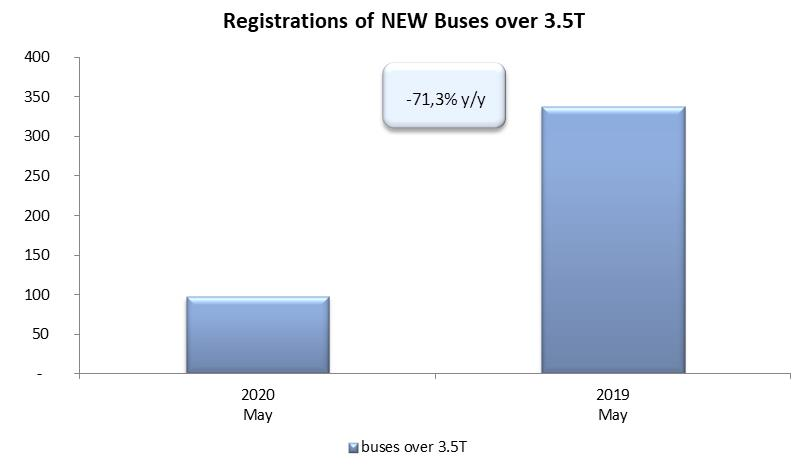 Registrations of NEW Buses over 3.5T
400
350
300
250
200
150
100
50
-
-71,3% y/y
2020
May
2019
May
buses over 3.5T